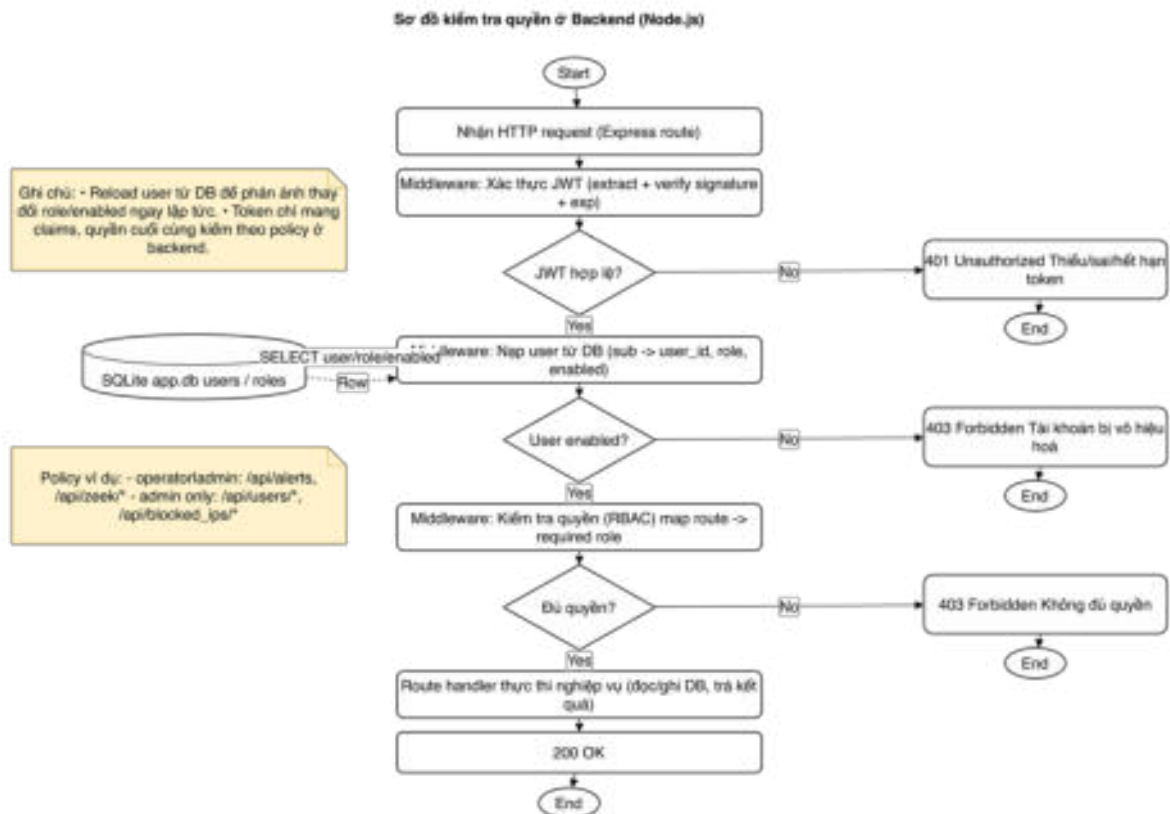 Sơ đồ kiểm tra quyền ở Backend (Node.js)
Start
Nhận HTTP request (Express route)
Middleware: Xác thực JWT (extract + verify signature
+ exp)
Ghi chú: • Reload user từ DB để phản ánh thay
đổi role/enabled ngay lập tức. • Token chỉ mang
claims, quyền cuối cùng kiểm theo policy ở
backend.
JWT hợp lệ?
No
401 Unauthorized Thiếu/sai/hết hạn
token
End
Yes
SELECT user/role/enabled
Middleware: Nạp user từ DB (sub -> user_id, role,
enabled)
SQLite app.db users / roles
Row
User enabled?
No
403 Forbidden Tài khoản bị vô hiệu
hoá
End
Yes
Policy ví dụ: - operator|admin: /api/alerts,
/api/zeek/* - admin only: /api/users/*,
/api/blocked_ips/*
Middleware: Kiểm tra quyền (RBAC) map route ->
required role
Đủ quyền?
No
403 Forbidden Không đủ quyền
End
Yes
Route handler thực thi nghiệp vụ (đọc/ghi DB, trả kết
quả)
200 OK
End